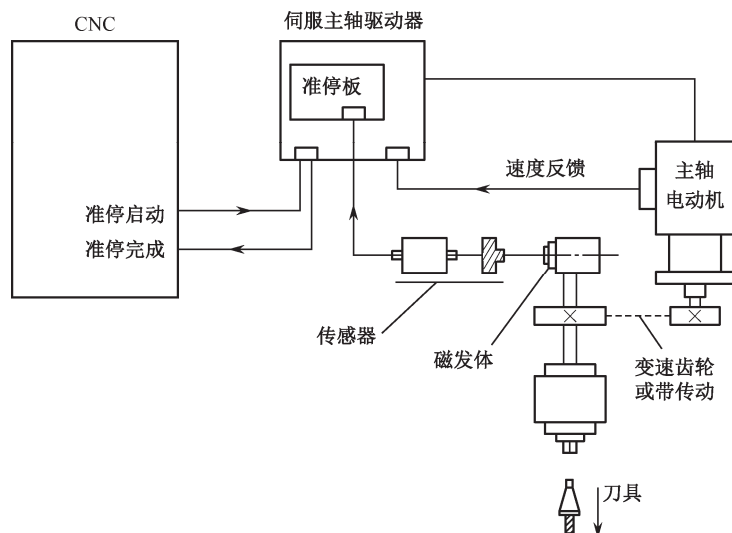 CNC
伺服主轴驱动器
准停板
速度反馈
主轴
电动机
准停启动
准停完成
传感器
磁发体
变速齿轮
或带传动
刀具